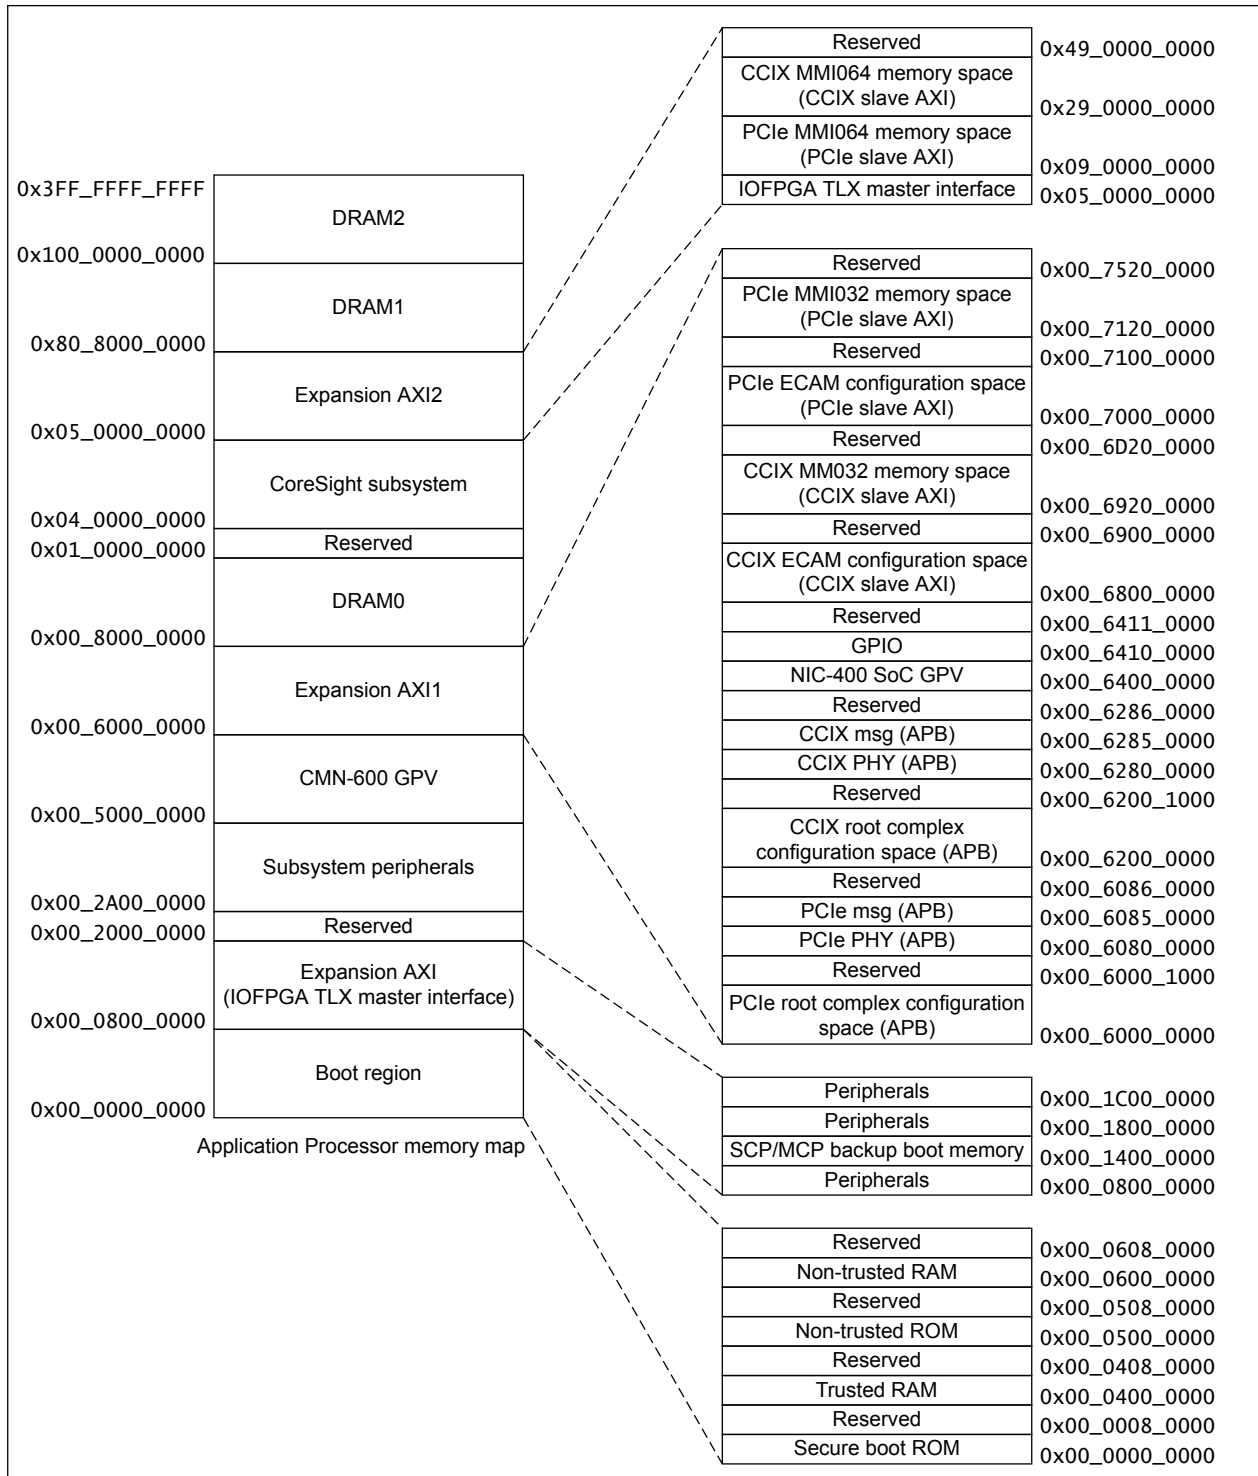 0x3FF_FFFF_FFFF
DRAM2
0x100_0000_0000
DRAM1
0x80_8000_0000
Expansion AXI2
0x05_0000_0000
CoreSight subsystem
0x04_0000_0000
Reserved
0x01_0000_0000
DRAM0
0x00_8000_0000
Expansion AXI1
0x00_6000_0000
CMN-600 GPV
0x00_5000_0000
Subsystem peripherals
0x00_2A00_0000
Reserved
0x00_2000_0000
Expansion AXI
(IOFPGA TLX master interface)
0x00_0800_0000
Boot region
0x00_0000_0000
Application Processor memory map
Reserved
0x49_0000_0000
CCIX MMI064 memory space
(CCIX slave AXI)
0x29_0000_0000
PCIe MMI064 memory space
(PCIe slave AXI)
0x09_0000_0000
IOFPGA TLX master interface
0x05_0000_0000
Reserved
0x00_7520_0000
PCIe MMI032 memory space
(PCIe slave AXI)
0x00_7120_0000
Reserved
0x00_7100_0000
PCIe ECAM configuration space
(PCIe slave AXI)
0x00_7000_0000
Reserved
0x00_6D20_0000
CCIX MM032 memory space
(CCIX slave AXI)
0x00_6920_0000
Reserved
0x00_6900_0000
CCIX ECAM configuration space
(CCIX slave AXI)
0x00_6800_0000
Reserved
0x00_6411_0000
GPIO
0x00_6410_0000
NIC-400 SoC GPV
0x00_6400_0000
Reserved
0x00_6286_0000
CCIX msg (APB)
0x00_6285_0000
CCIX PHY (APB)
0x00_6280_0000
Reserved
0x00_6200_1000
CCIX root complex
configuration space (APB)
0x00_6200_0000
Reserved
0x00_6086_0000
PCIe msg (APB)
0x00_6085_0000
PCIe PHY (APB)
0x00_6080_0000
Reserved
0x00_6000_1000
PCIe root complex configuration
space (APB)
0x00_6000_0000
Peripherals
0x00_1C00_0000
Peripherals
0x00_1800_0000
SCP/MCP backup boot memory
0x00_1400_0000
Peripherals
0x00_0800_0000
Reserved
0x00_0608_0000
Non-trusted RAM
0x00_0600_0000
Reserved
0x00_0508_0000
Non-trusted ROM
0x00_0500_0000
Reserved
0x00_0408_0000
Trusted RAM
0x00_0400_0000
Reserved
0x00_0008_0000
Secure boot ROM
0x00_0000_0000